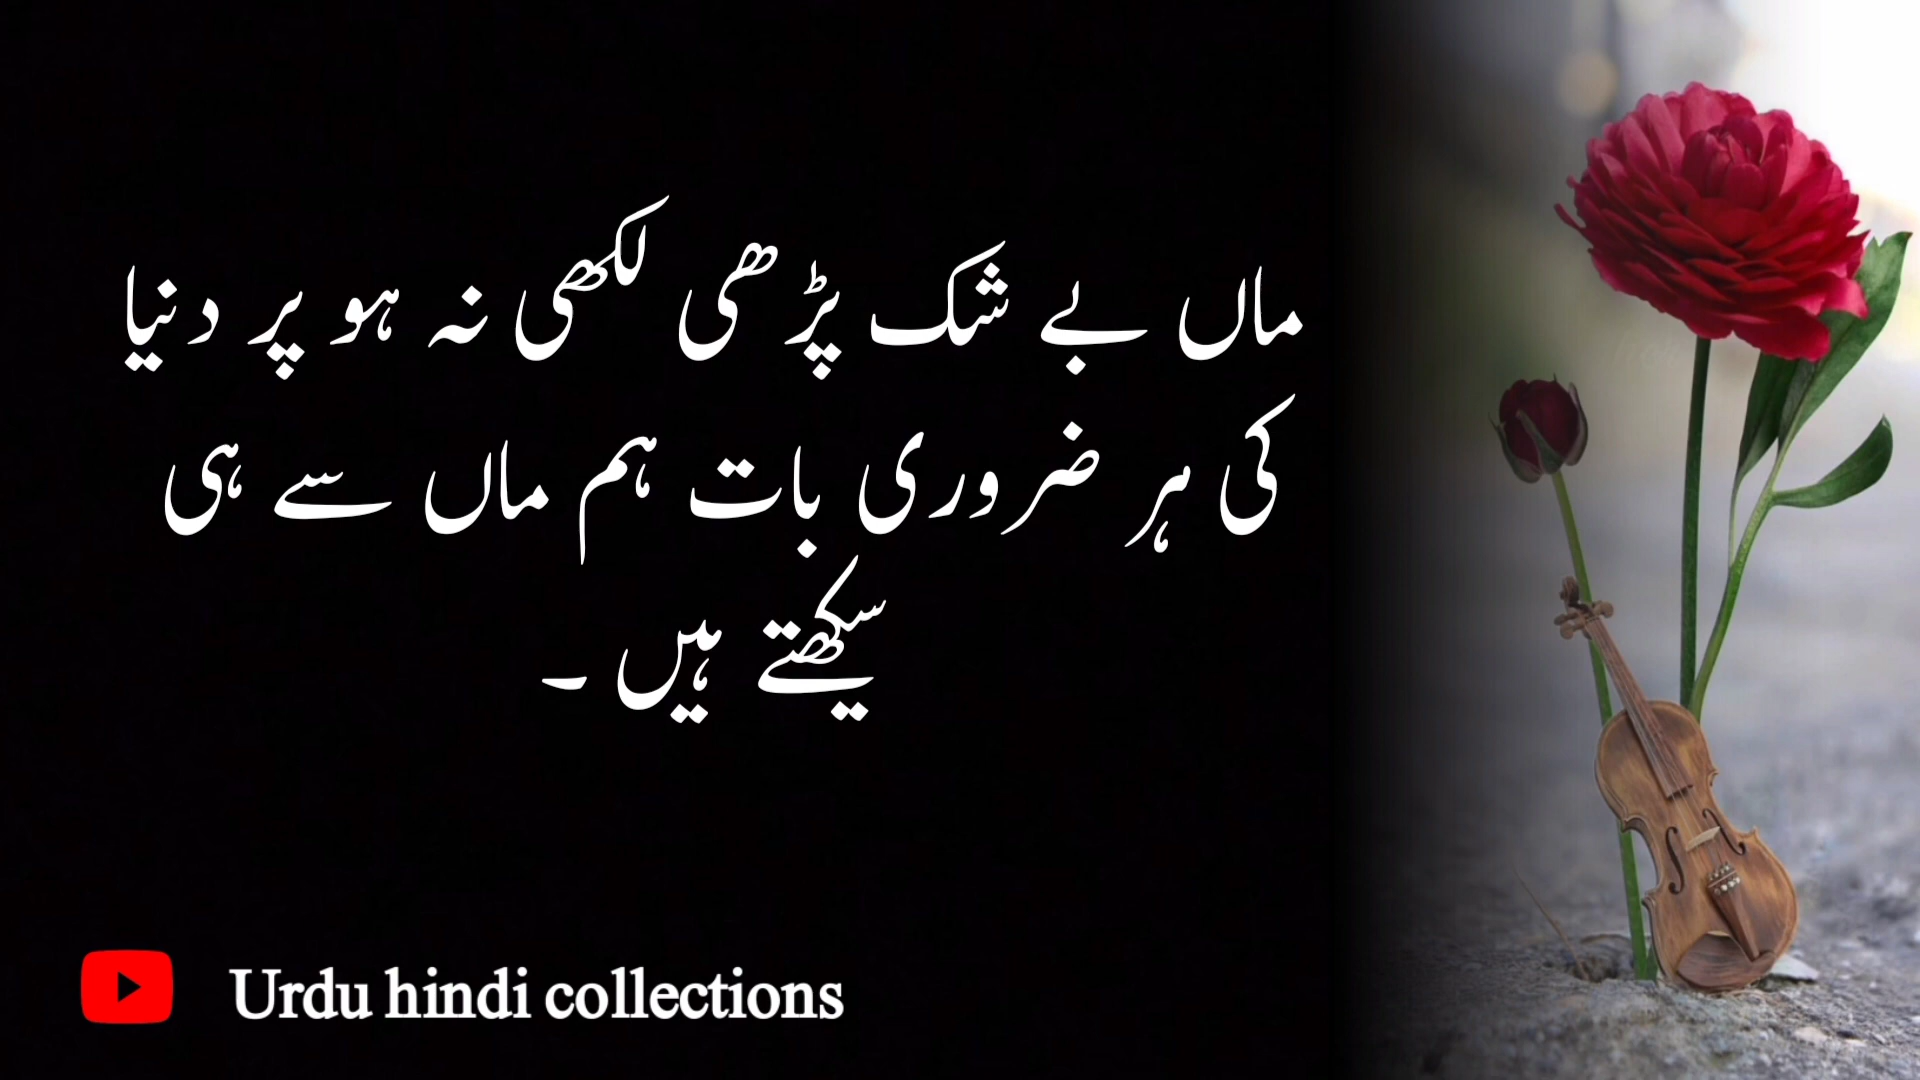 ماں بے شک پڑھی لکھی نہ ہو پر دنیا
کی ہر ضروری بات ہم ماں سے ہی
سیکھتے ہیں ۔
Urdu hindi collections